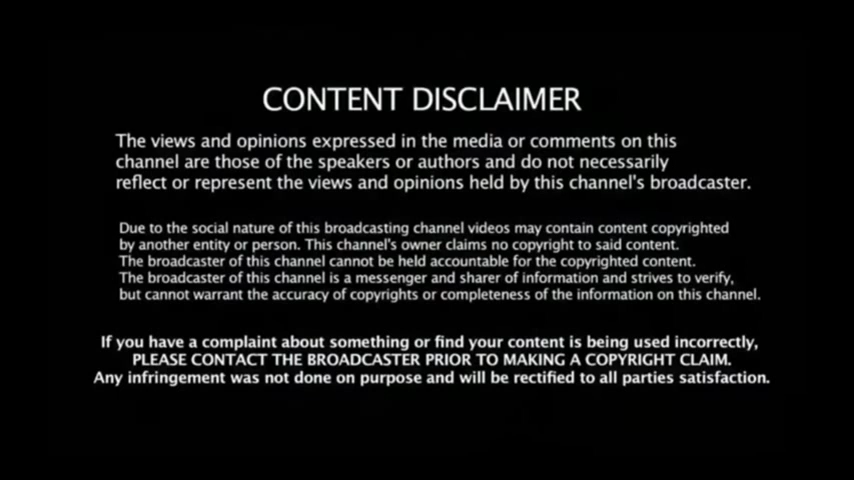 CONTENT DISCLAIMER
The views and opinions expressed in the media or comments on this
channel are those of the speakers or authors and do not necessarily
reflect or represent the views and opinions held by this channel's broadcaster.
Due to the social nature of this broadcasting channel videos may contain content copyrighted
by another entity or person. This channel's owner claims no copyright to said content.
The broadcaster of this channel cannot be held accountable for the copyrighted content.
The broadcaster of this channel is a messenger and sharer of information and strives to verify,
but cannot warrant the accuracy of copyrights or completeness of the information on this channel.
If you have a complaint about something or find your content is being used incorrectly,
PLEASE CONTACT THE BROADCASTER PRIOR TO MAKING A COPYRIGHT CLAIM.
Any infringement was not done on purpose and will be rectified to all parties satisfaction.